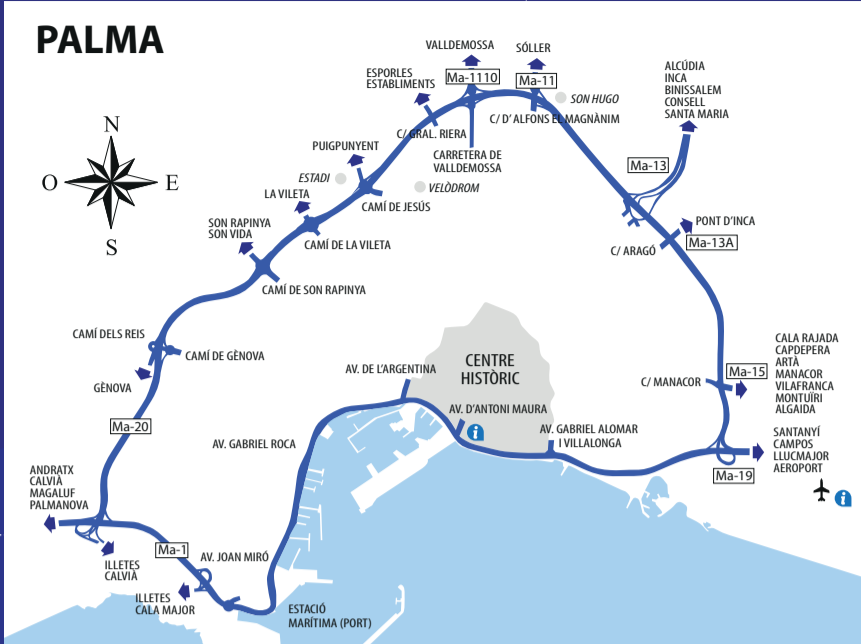 PALMA
VALLDEMOSSA
SÓLLER
Ma-1110
Ma-11
ESPORLES
ESTABLIMENTS
SON HUGO
ALCÚDIA
INCA
BINISSALEM
CONSELL
SANTA MARIA
C/ GRAL. RIERA
C/ D'ALFONS EL MAGNÀNIM
CARRETERA DE
VALLDEMOSSA
PUIGPUNYENT
ESTADI
VELÒDROM
Ma-13
N
O
E
S
LA VILETA
CAMÍ DE JESÚS
SON RAPINYA
SON VIDA
PONT D'INCA
Ma-13A
C/ ARAGÓ
CAMÍ DE LA VILETA
CAMÍ DE SON RAPINYA
CAMÍ DELS REIS
CAMÍ DE GÈNOVA
GÈNOVA
AV. DE L'ARGENTINA
CENTRE
HISTÒRIC
C/ MANACOR
Ma-15
CALA RAJADA
CAPDEPERA
ARTÀ
MANACOR
VILAFRANCA
MONTUÏRI
ALGAIDA
AV. D'ANTONI MAURA
i
AV. GABRIEL ALOMAR
I VILLALONGA
Ma-20
AV. GABRIEL ROCA
SANTANYÍ
CAMPOS
LLUCMAJOR
AEROPORT
Ma-19
i
ANDRATX
CALVIÀ
MAGALUF
PALMANOVA
ILLETES
CALVIÀ
Ma-1
AV. JOAN MIRÓ
ILLETES
CALA MAJOR
ESTACIÓ
MARÍTIMA (PORT)